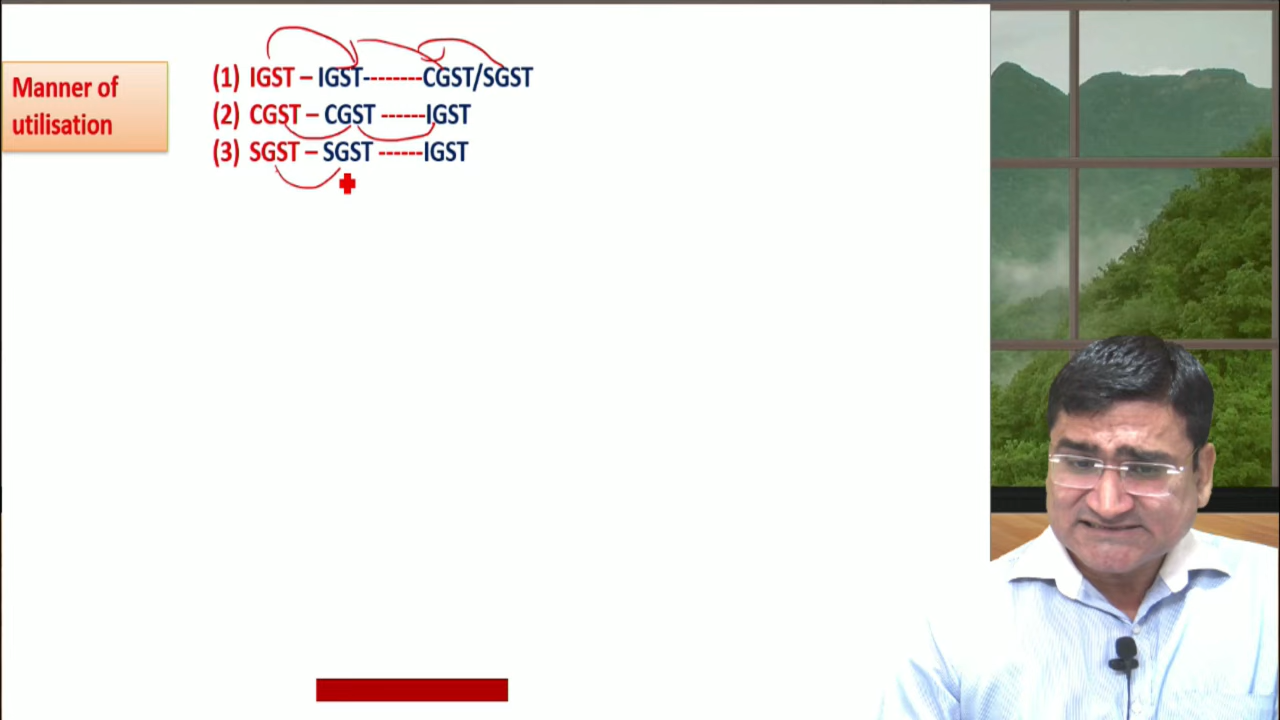 Manner of
utilisation
(1) IGST – IGST--------CGST/SGST
(2) CGST – CGST ------IGST
(3) SGST – SGST ------IGST